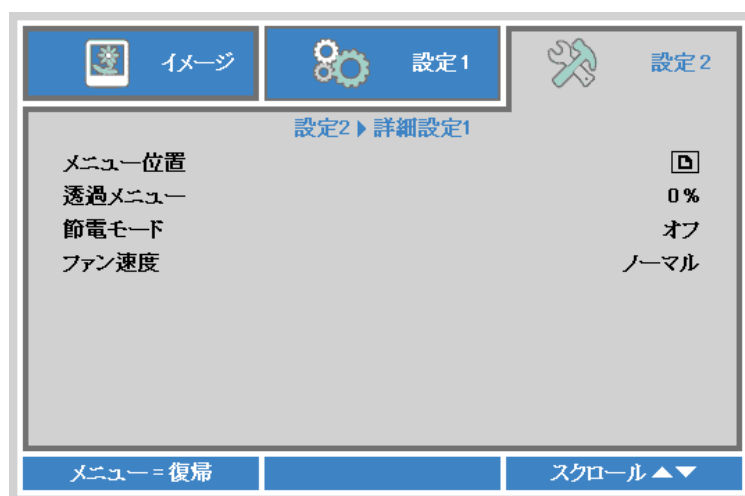 イメージ
設定1
設定2
設定2▶詳細設定1
メニュー位置
透過メニュー 0%
節電モード オフ
ファン速度 ノーマル
メニュー=復帰 スクロール▲▼